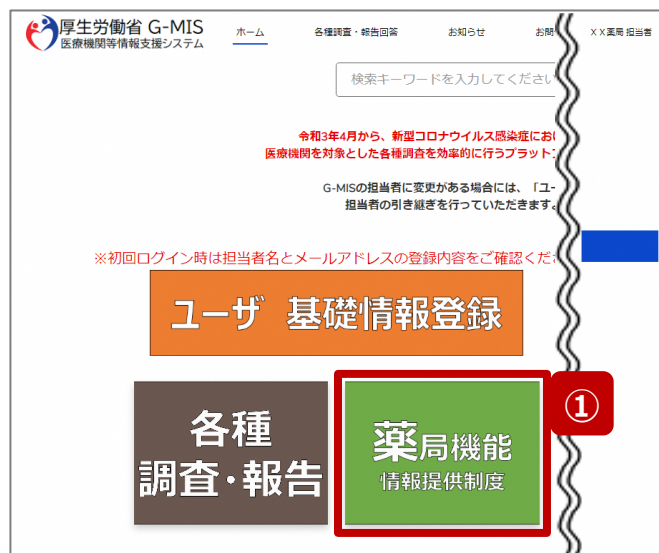 厚生労働省 G-MIS
医療機関等情報支援システム
ホーム
各種調査・報告回答
お知らせ
お問
XX薬局 担当者
検索キーワードを入力してください
令和3年4月から、新型コロナウイルス感染症にお
医療機関を対象とした各種調査を効率的に行うプラット
G-MISの担当者に変更がある場合には、「ユー
担当者の引き継ぎを行っていただきます。
※初回ログイン時は担当者名とメールアドレスの登録内容をご確認くだ
ユーザ 基礎情報登録
各種
調査・報告
薬局機能
情報提供制度
①